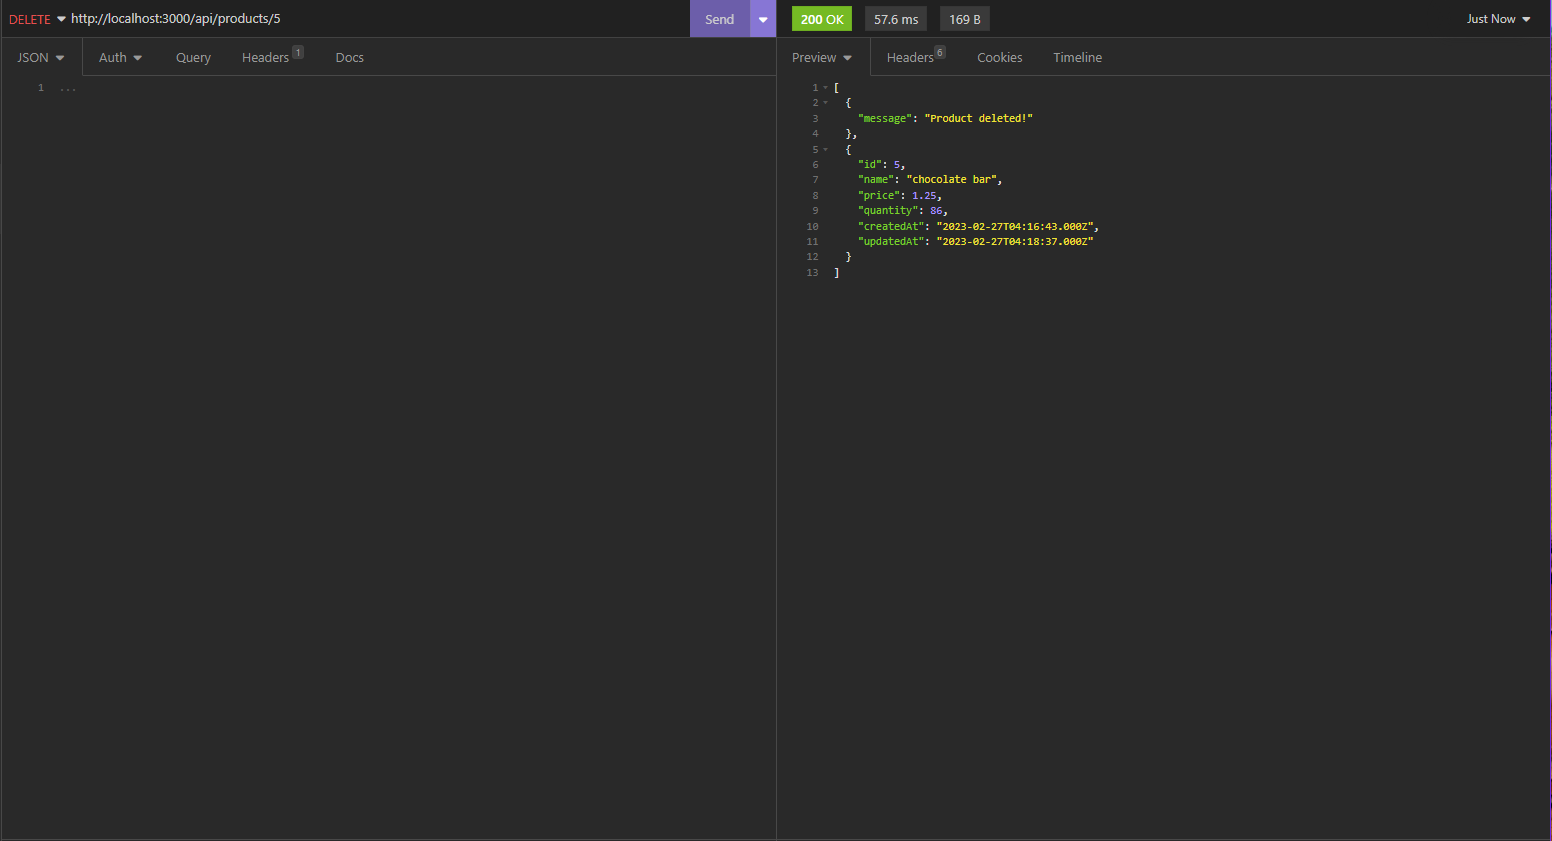 DELETE http://localhost:3000/api/products/5 Send
JSON Auth Query Headers 1 Docs
1 ...
200 OK 57.6 ms 169 B Just Now
Preview Headers 6 Cookies Timeline
1 [
2 {
3 "message": "Product deleted!"
4 },
5 {
6 "id": 5,
7 "name": "chocolate bar",
8 "price": 1.25,
9 "quantity": 86,
10 "createdAt": "2023-02-27T04:16:43.000Z",
11 "updatedAt": "2023-02-27T04:18:37.000Z"
12 }
13 ]